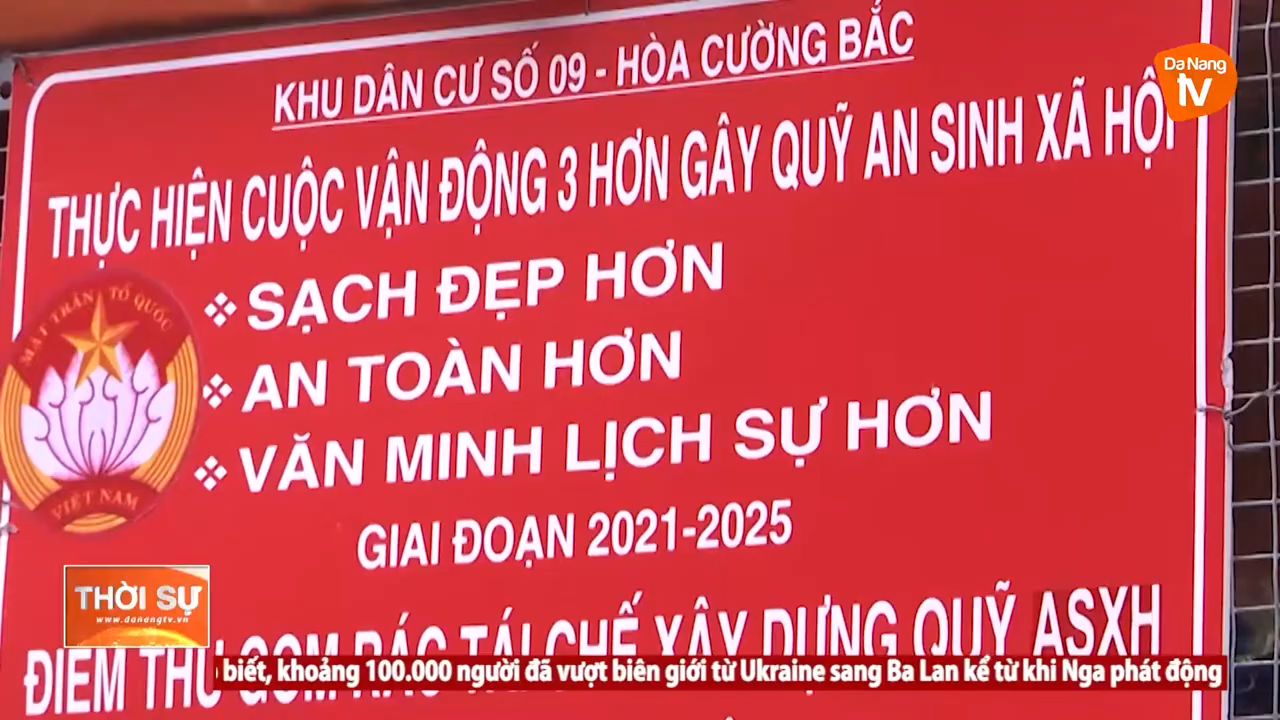 KHU DÂN CƯ SỐ 09 - HÒA CƯỜNG BẮC
Da Nang
tv
THỰC HIỆN CUỘC VẬN ĐỘNG 3 HƠN GÂY QUỸ AN SINH XÃ HỘI
❖ SẠCH ĐẸP HƠN
❖ AN TOÀN HƠN
❖ VĂN MINH LỊCH SỰ HƠN
MẶT TRẬN TỔ QUỐC
VIỆT NAM
GIAI ĐOẠN 2021-2025
ĐIỂM THU GOM RÁC TÁI CHẾ XÂY DỰNG QUỸ ASXH
THỜI SỰ
www.danangtv.vn
biết, khoảng 100.000 người đã vượt biên giới từ Ukraine sang Ba Lan kể từ khi Nga phát động